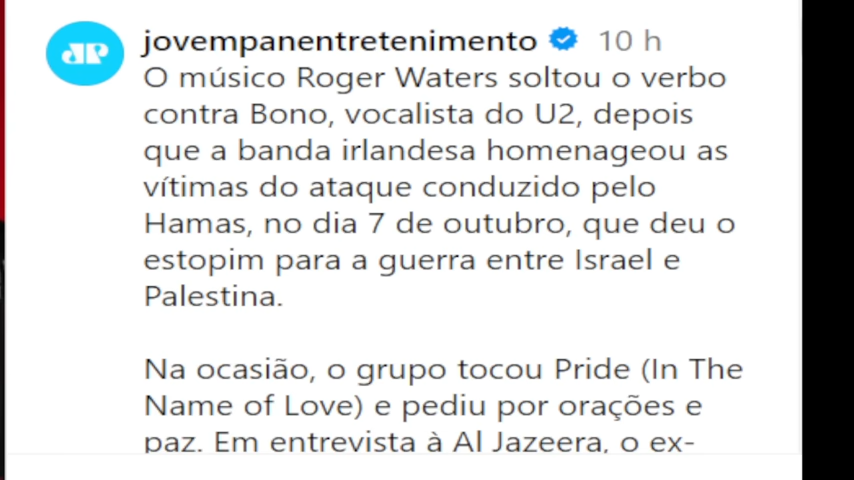 JP
jovempanentretenimento 10 h
O músico Roger Waters soltou o verbo
contra Bono, vocalista do U2, depois
que a banda irlandesa homenageou as
vítimas do ataque conduzido pelo
Hamas, no dia 7 de outubro, que deu o
estopim para a guerra entre Israel e
Palestina.
Na ocasião, o grupo tocou Pride (In The
Name of Love) e pediu por orações e
paz. Em entrevista à Al Jazeera, o ex-